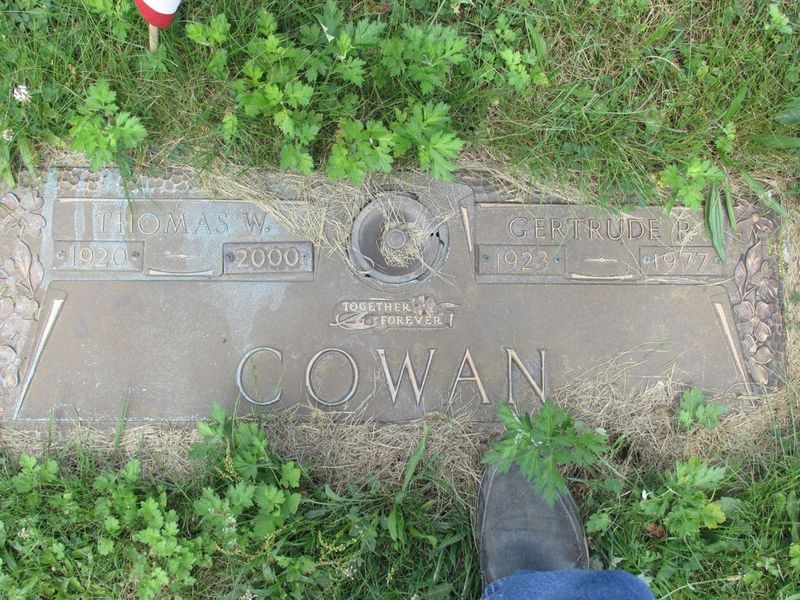 THOMAS W.
1920 2000
GERTRUDE R.
1923 1977
TOGETHER
FOREVER
COWAN